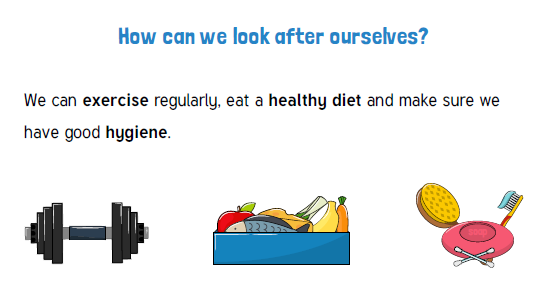 How can we look after ourselves?
We can exercise regularly, eat a healthy diet and make sure we
have good hygiene.